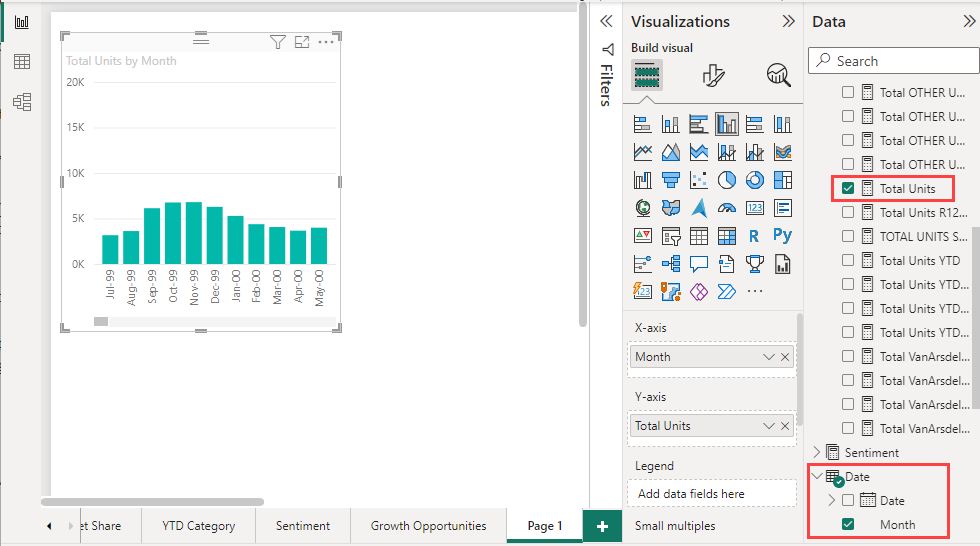 Total Units by Month
20K
15K
10K
5K
0K
Jul-99
Aug-99
Sep-99
Oct-99
Nov-99
Dec-99
Jan-00
Feb-00
Mar-00
Apr-00
May-00
Filters
Visualizations
Build visual
123
R
Py
123
X-axis
Month
Y-axis
Total Units
Legend
Add data fields here
Small multiples
Data
Search
Total OTHER U...
Total OTHER U...
Total OTHER U...
Total OTHER U...
Total Units
Total Units R12...
TOTAL UNITS S...
Total Units YTD
Total Units YTD...
Total Units YTD...
Total Units YTD...
Total VanArsdel...
Total VanArsdel...
Total VanArsdel...
Total VanArsdel...
Sentiment
Date
Date
Month
et Share
YTD Category
Sentiment
Growth Opportunities
Page 1
+